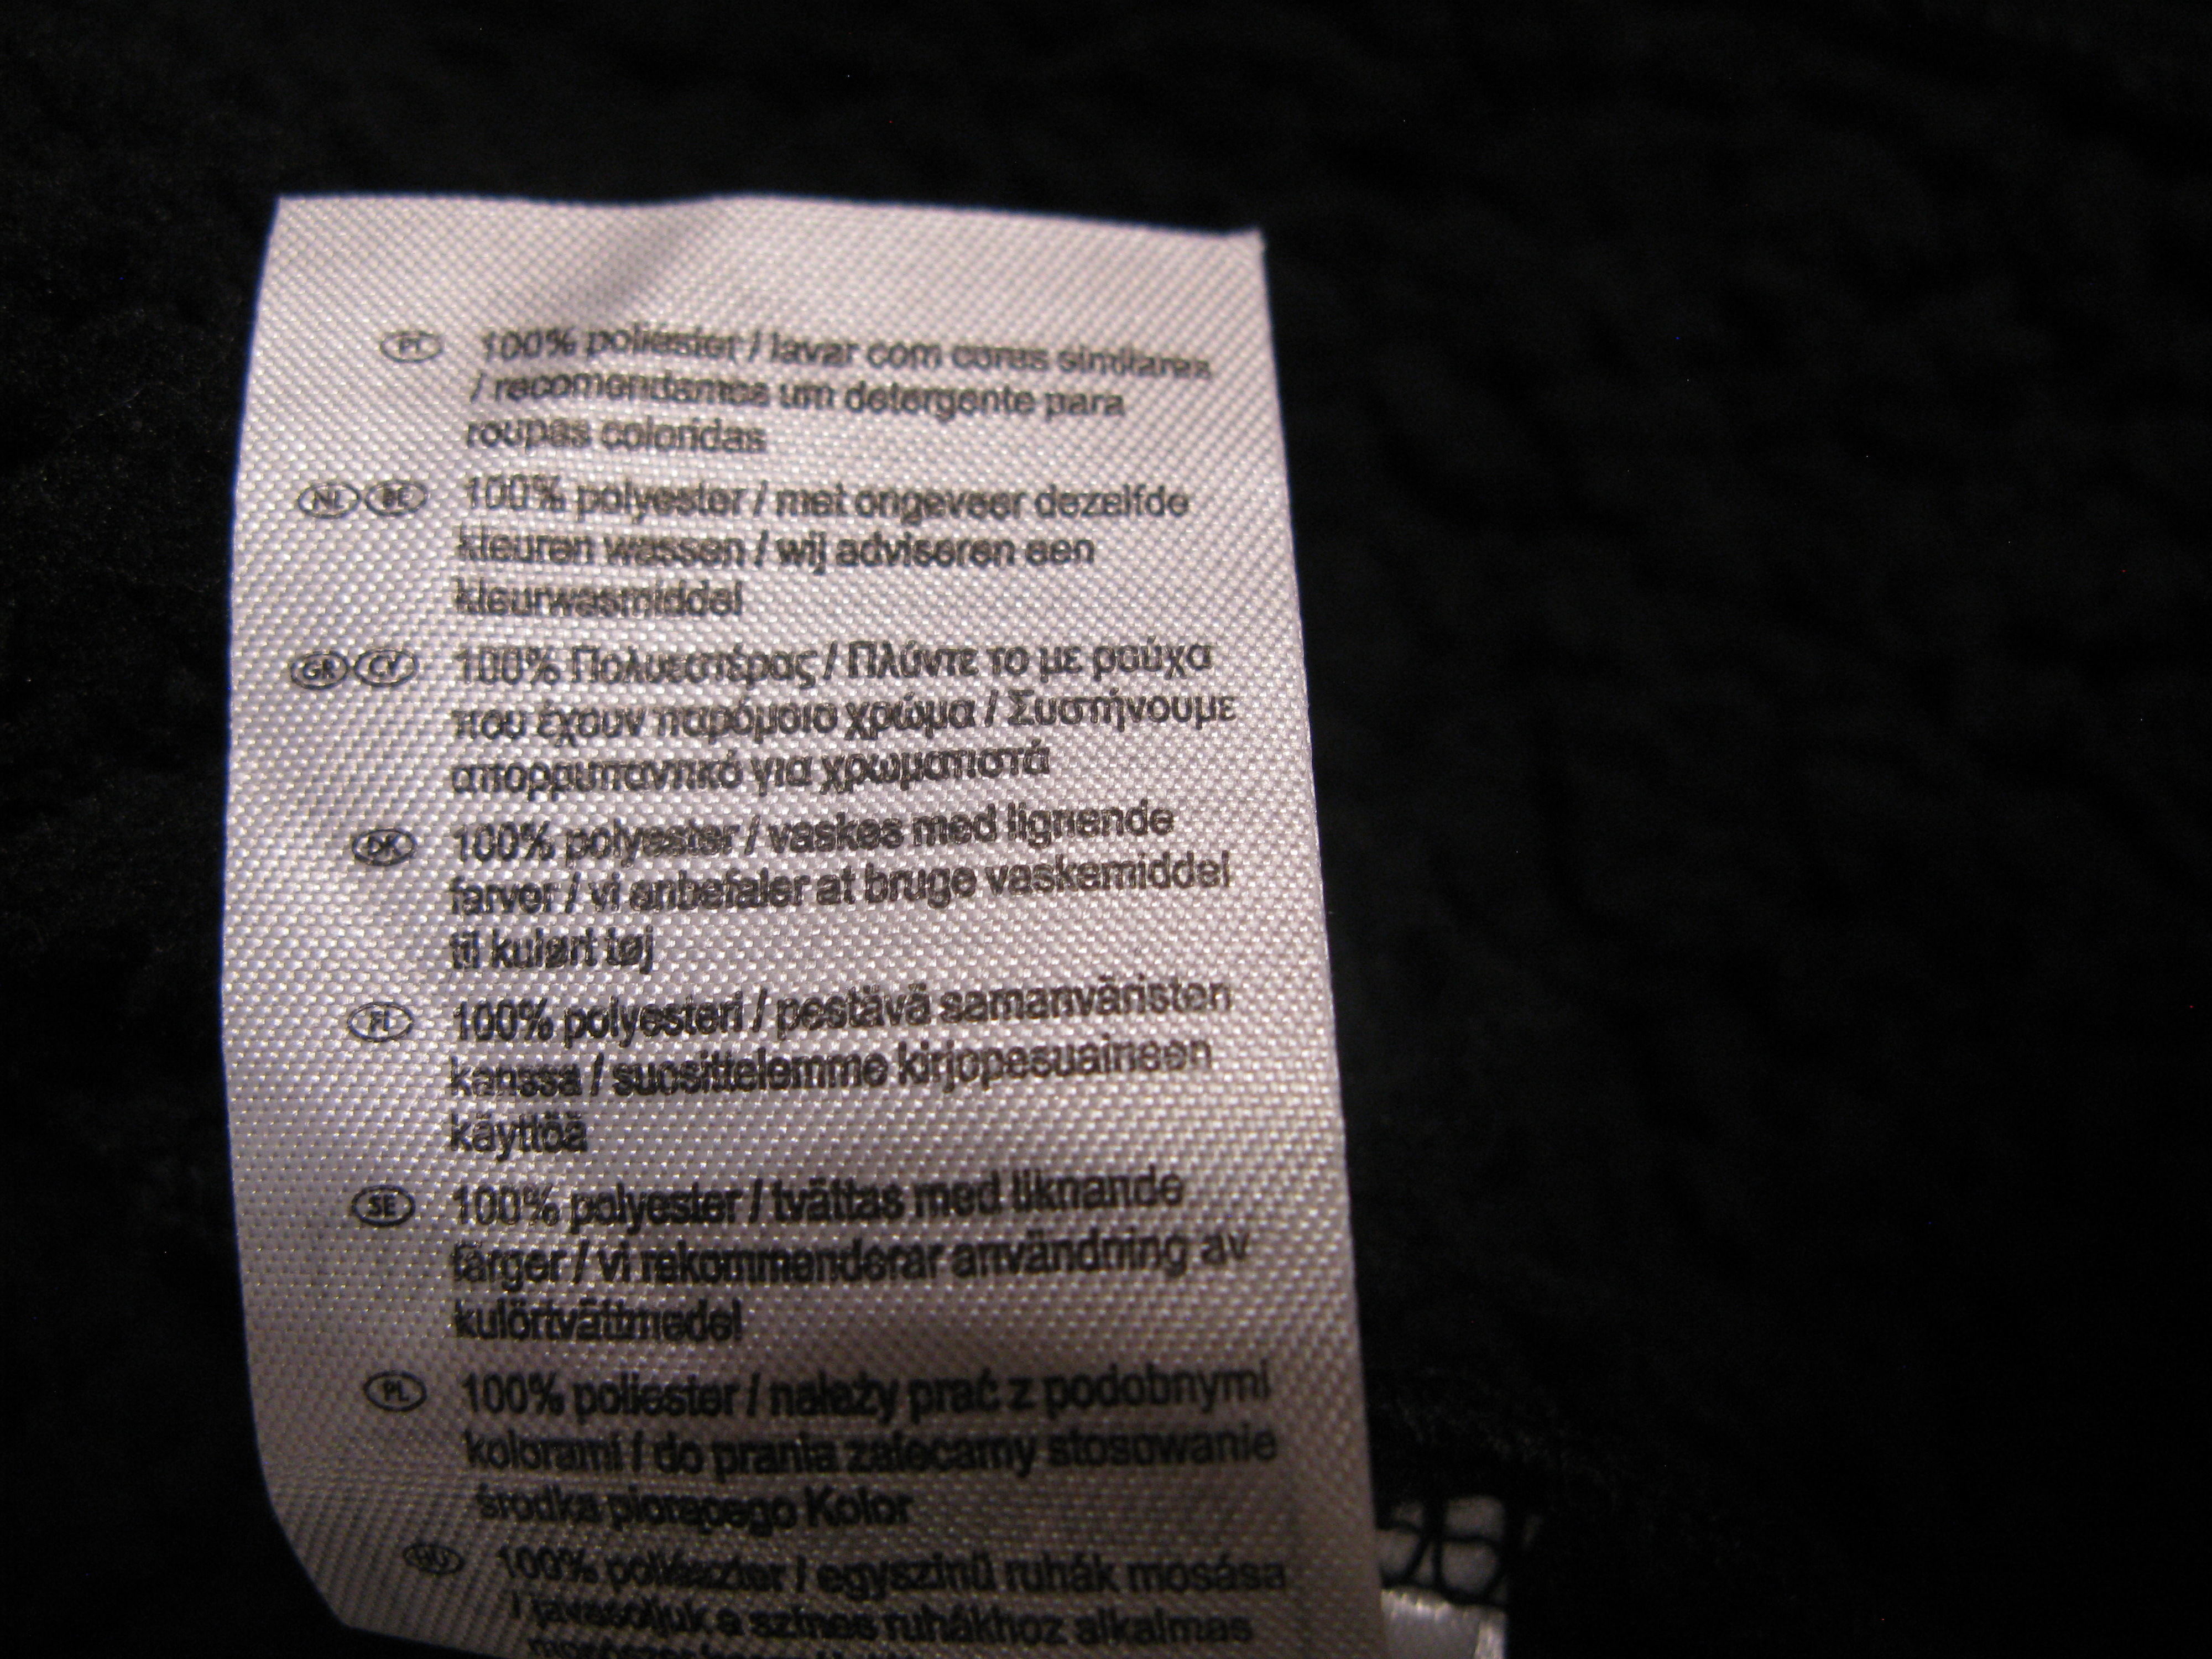 PT 100% poliéster / lavar com cores similares
/ recomendamos um detergente para
roupas coloridas
NL BE 100% polyester / met ongeveer dezelfde
kleuren wassen / wij adviseren een
kleurwasmiddel
GR CY 100% Πολυεστέρας / Πλύντε το με ρούχα
που έχουν παρόμοιο χρώμα / Συστήνουμε
απορρυπαντικό για χρωματιστά
DK 100% polyester / vaskes med lignende
farver / vi anbefaler at bruge vaskemiddel
til kulørt tøj
FI 100% polyesteri / pestävä samanväristen
kanssa / suosittelemme kirjopesuaineen
käyttöä
SE 100% polyester / tvättas med liknande
färger / vi rekommenderar användning av
kulörtvättmedel
PL 100% poliester / należy prać z podobnymi
kolorami / do prania zalecamy stosowanie
środka piorącego Kolor
HU 100% poliészter / egyszínű ruhák mosása
/ javasoljuk a színes ruhákhoz alkalmas